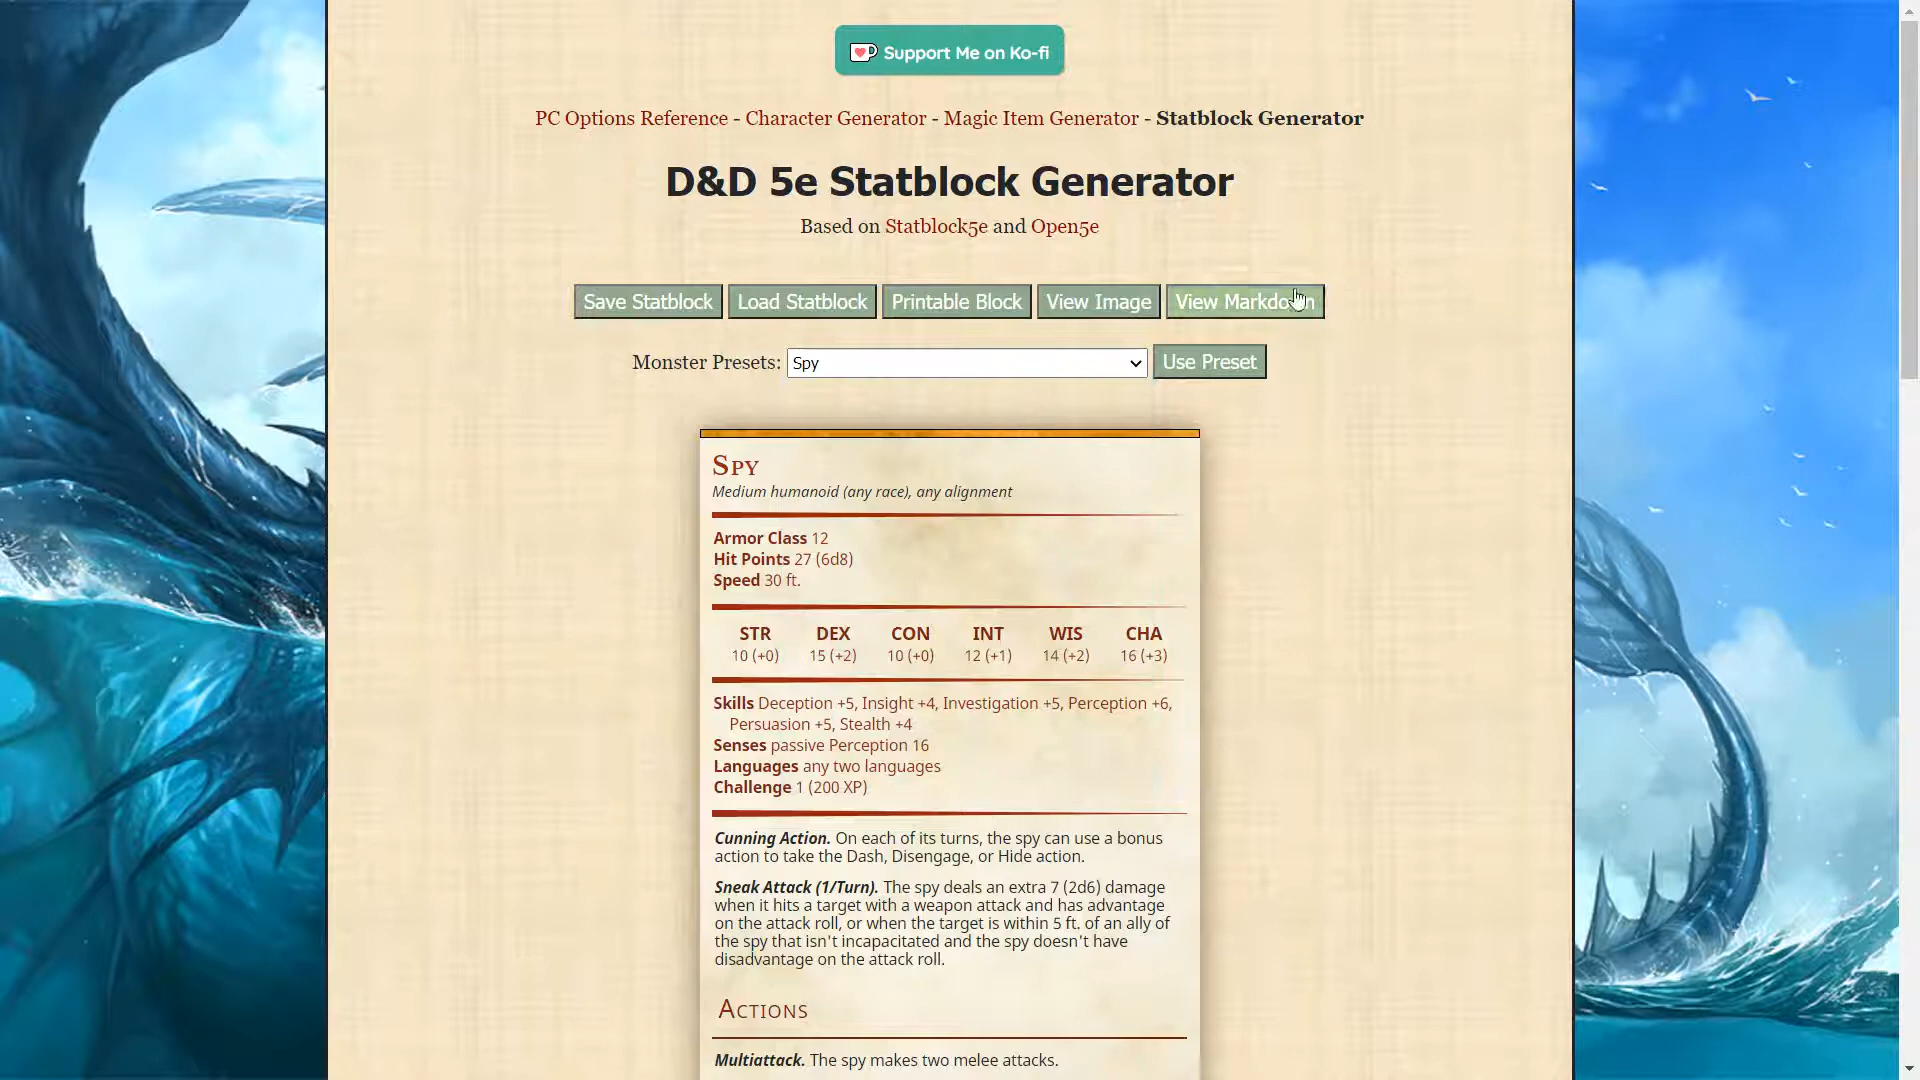 Support Me on Ko-fi
PC Options Reference - Character Generator - Magic Item Generator - Statblock Generator
D&D 5e Statblock Generator
Based on Statblock5e and Open5e
Save Statblock Load Statblock Printable Block View Image View Markdown
Monster Presets: Spy Use Preset
Spy
Medium humanoid (any race), any alignment
Armor Class 12
Hit Points 27 (6d8)
Speed 30 ft.
STR DEX CON INT WIS CHA
10 (+0) 15 (+2) 10 (+0) 12 (+1) 14 (+2) 16 (+3)
Skills Deception +5, Insight +4, Investigation +5, Perception +6,
Persuasion +5, Stealth +4
Senses passive Perception 16
Languages any two languages
Challenge 1 (200 XP)
Cunning Action. On each of its turns, the spy can use a bonus
action to take the Dash, Disengage, or Hide action.
Sneak Attack (1/Turn). The spy deals an extra 7 (2d6) damage
when it hits a target with a weapon attack and has advantage
on the attack roll, or when the target is within 5 ft. of an ally of
the spy that isn't incapacitated and the spy doesn't have
disadvantage on the attack roll.
Actions
Multiattack. The spy makes two melee attacks.